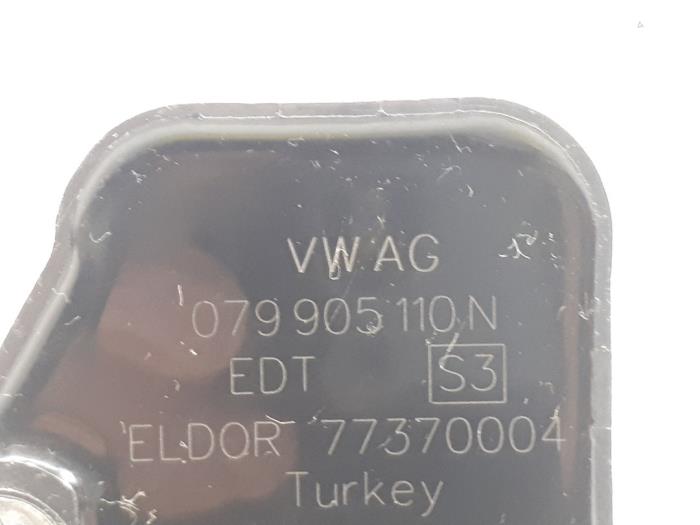 VW AG
079 905 110 N
EDT S3
ELDOR 77370004
Turkey